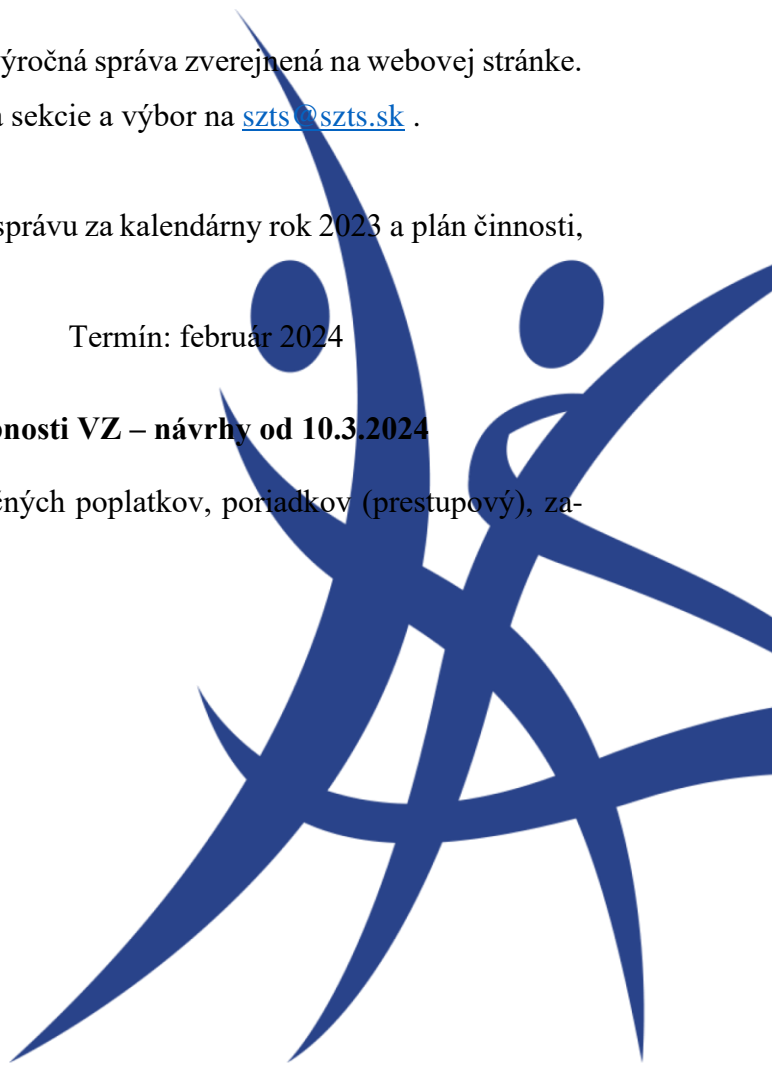 ýročná správa zverejnená na webovej stránke.
sekcie a výbor na szts@szts.sk .
správu za kalendárny rok 2023 a plán činnosti,
Termín: február 2024
nosti VZ – návrhy od 10.3.2024
ných poplatkov, poriadkov (prestupový), za-